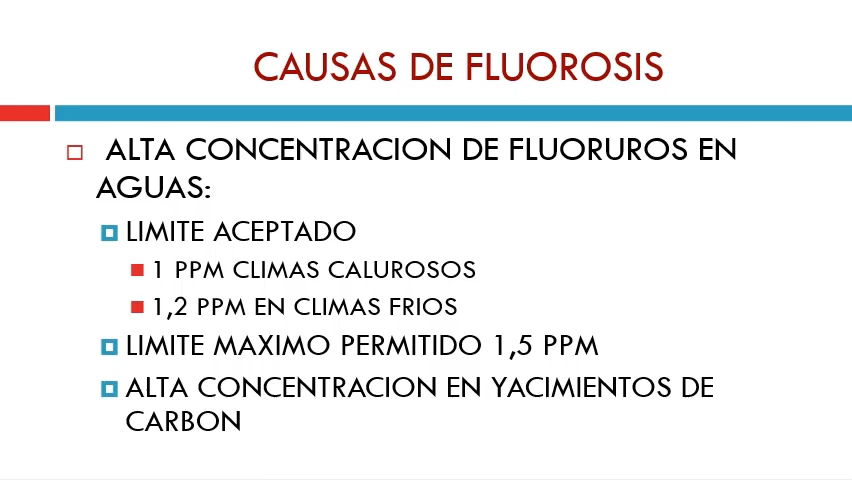 CAUSAS DE FLUOROSIS
ALTA CONCENTRACION DE FLUORUROS EN
AGUAS:
LIMITE ACEPTADO
1 PPM CLIMAS CALUROSOS
1,2 PPM EN CLIMAS FRIOS
LIMITE MAXIMO PERMITIDO 1,5 PPM
ALTA CONCENTRACION EN YACIMIENTOS DE
CARBON